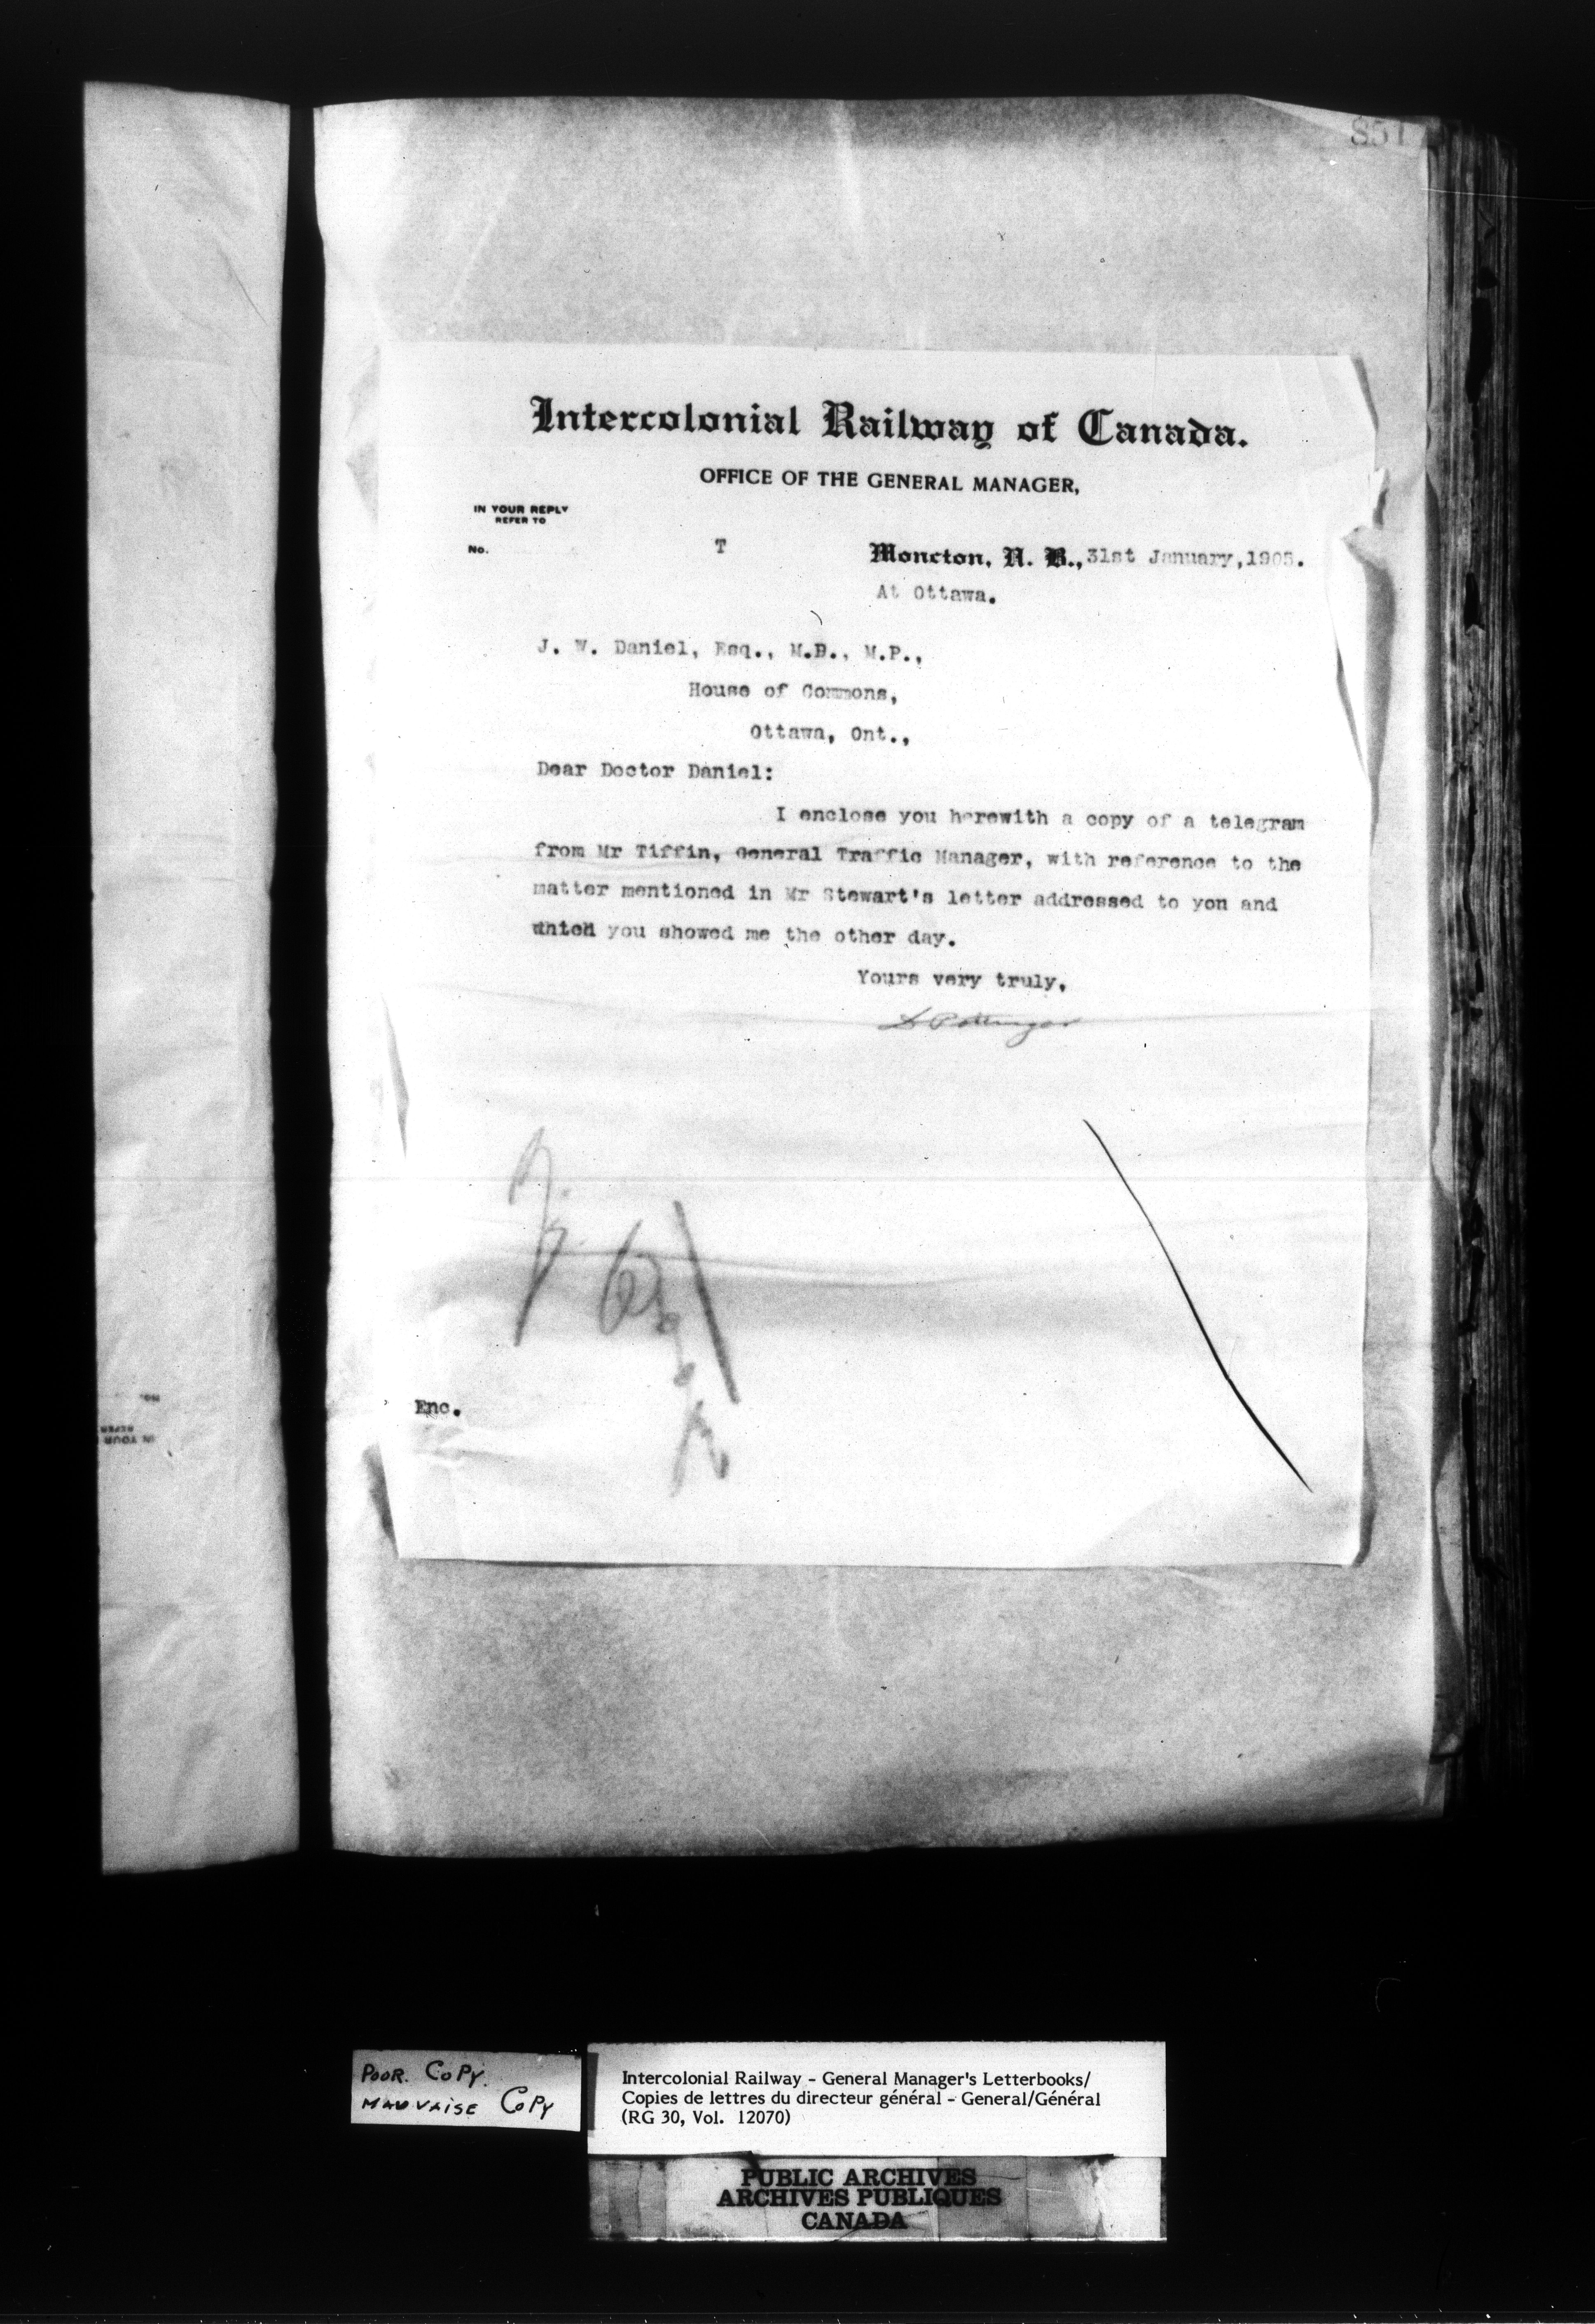 851
Intercolonial Railway of Canada.
OFFICE OF THE GENERAL MANAGER,
IN YOUR REPLY
REFER TO
No.
T
Moncton, N. B., 31st January, 1905.
At Ottawa.
J. W. Daniel, Esq., M.D., M.P.,
House of Commons,
Ottawa, Ont.,
Dear Doctor Daniel:
I enclose you herewith a copy of a telegram
from Mr Tiffin, General Traffic Manager, with reference to the
matter mentioned in Mr Stewart's letter addressed to you and
which you showed me the other day.
Yours very truly,
D Pottinger
Enc.
No.
REFER
IN YOUR
POOR. COPY.
MAUVAISE COPY
Intercolonial Railway - General Manager's Letterbooks/
Copies de lettres du directeur général - General/Général
(RG 30, Vol. 12070)
PUBLIC ARCHIVES
ARCHIVES PUBLIQUES
CANADA